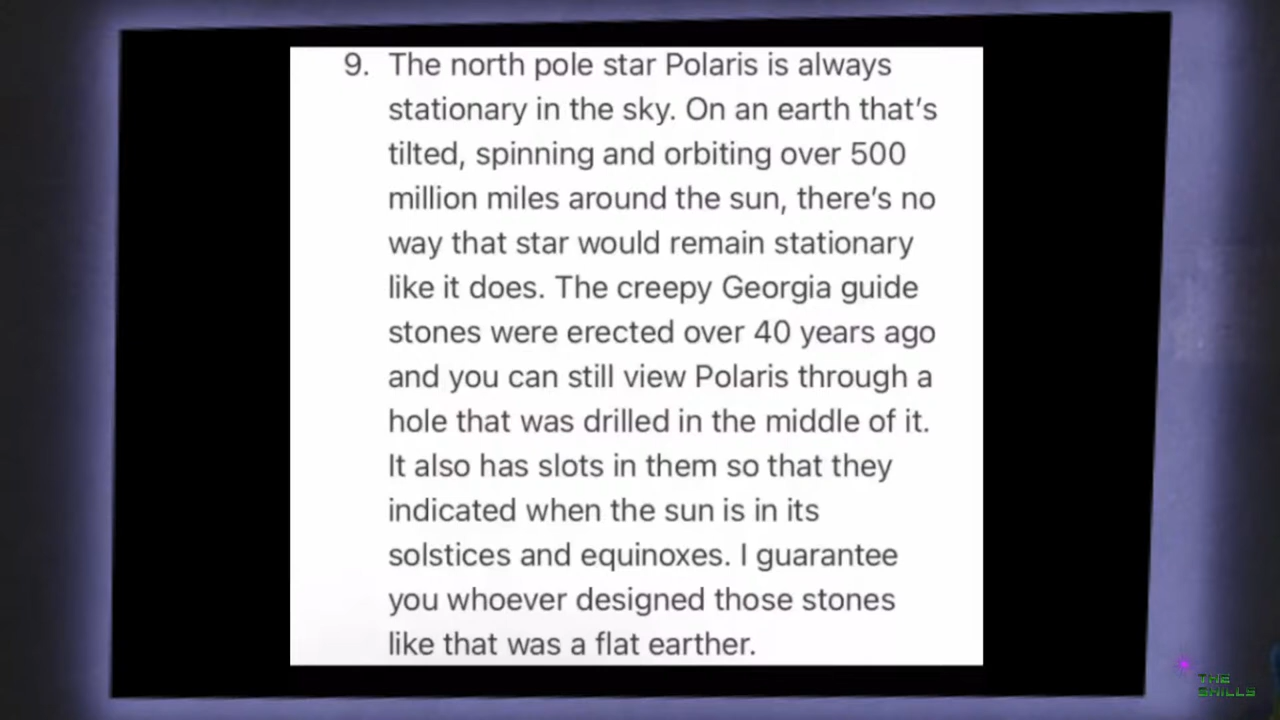 9. The north pole star Polaris is always
stationary in the sky. On an earth that's
tilted, spinning and orbiting over 500
million miles around the sun, there's no
way that star would remain stationary
like it does. The creepy Georgia guide
stones were erected over 40 years ago
and you can still view Polaris through a
hole that was drilled in the middle of it.
It also has slots in them so that they
indicated when the sun is in its
solstices and equinoxes. I guarantee
you whoever designed those stones
like that was a flat earther.
THE
SHILLS